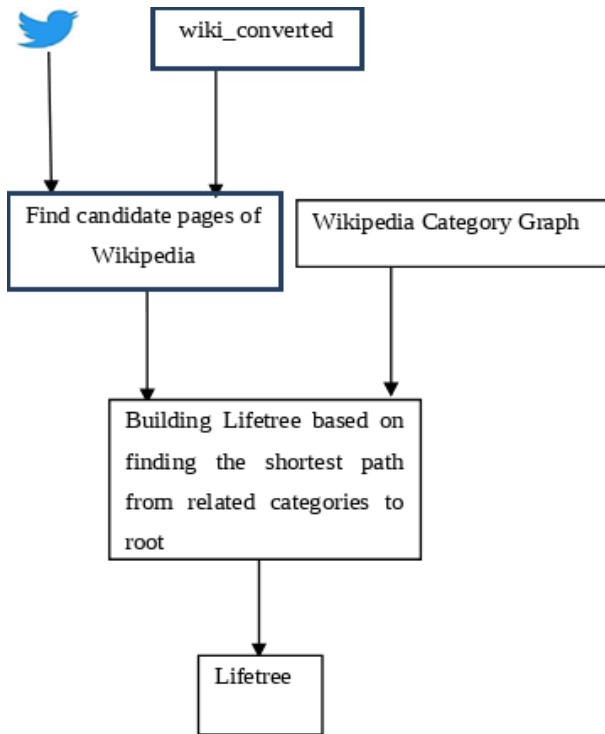 wiki_converted
Find candidate pages of
Wikipedia
Wikipedia Category Graph
Building Lifetree based on
finding the shortest path
from related categories to
root
Lifetree